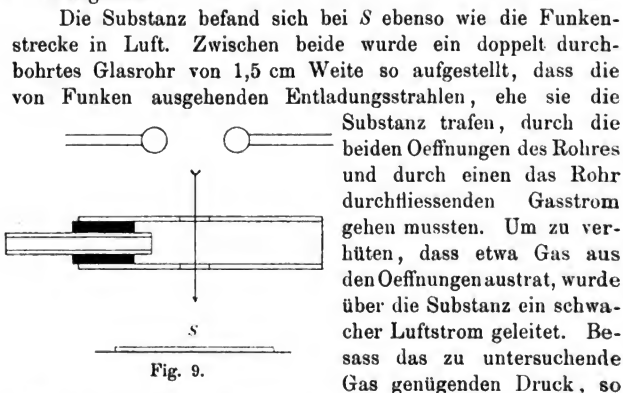 Die Substanz befand sich bei S ebenso wie die Funken-
strecke in Luft. Zwischen beide wurde ein doppelt durch-
bohrtes Glasrohr von 1,5 cm Weite so aufgestellt, dass die
von Funken ausgehenden Entladungsstrahlen, ehe sie die
Substanz trafen, durch die
beiden Oeffnungen des Rohres
und durch einen das Rohr
durchfliessenden Gasstrom
gehen mussten. Um zu ver-
hüten, dass etwa Gas aus
den Oeffnungen austrat, wurde
über die Substanz ein schwa-
cher Luftstrom geleitet. Be-
sass das zu untersuchende
Gas genügenden Druck, so
S
Fig. 9.